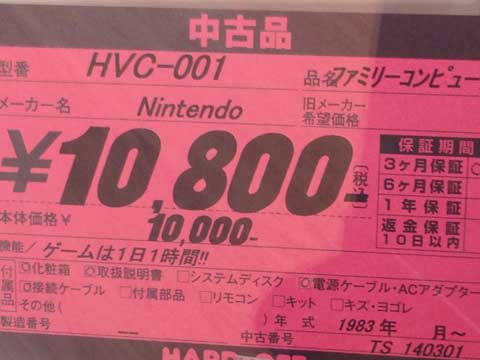 中古品
型番 HVC-001 品名 ファミリーコンピュー
メーカー名 Nintendo 旧メーカー希望価格
¥10,800- (税込)
本体価格¥ 10,000-
保証期間
3ヶ月保証
6ヶ月保証
1年保証
返金保証
10日以内
機能/ ゲームは1日1時間!!
付属品 ◎化粧箱 ◎取扱説明書 □システムディスク ◎電源ケーブル・ACアダプター
◎接続ケーブル □付属部品 □リモコン □キット □キズ・ヨゴレ
□その他( )年式 1983年 月〜
製造番号 中古番号 TS 140301
HARD-OFF